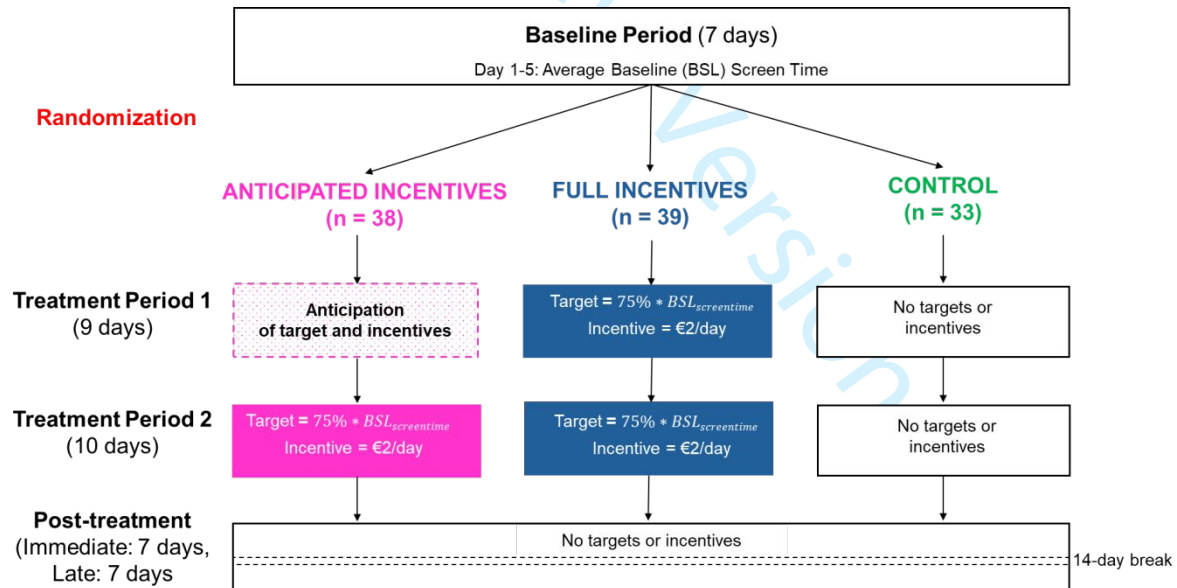 Baseline Period (7 days)
Day 1-5: Average Baseline (BSL) Screen Time
Randomization
ANTICIPATED INCENTIVES
(n = 38)
FULL INCENTIVES
(n = 39)
CONTROL
(n = 33)
Treatment Period 1
(9 days)
Anticipation
of target and incentives
Target = 75% * BSLscreentime
Incentive = €2/day
No targets or
incentives
Treatment Period 2
(10 days)
Target = 75% * BSLscreentime
Incentive = €2/day
Target = 75% * BSLscreentime
Incentive = €2/day
No targets or
incentives
Post-treatment
(Immediate: 7 days,
Late: 7 days
No targets or incentives
14-day break
Version